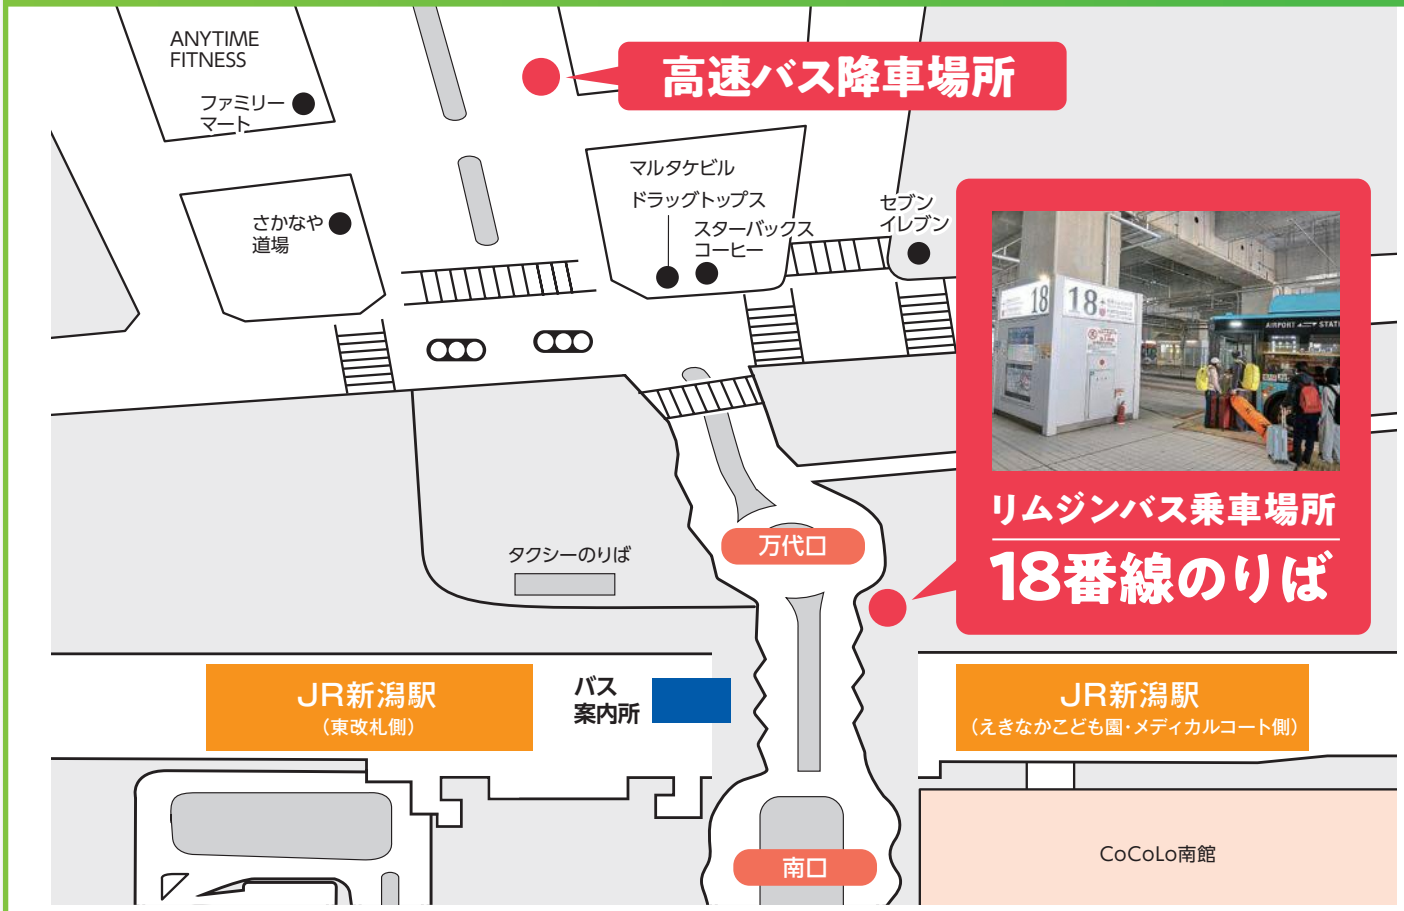 ANYTIME
FITNESS
ファミリー
マート
高速バス降車場所
さかなや
道場
マルタケビル
ドラッグトップス
スターバックス
コーヒー
セブン
イレブン
18
18
AIRPORT
リムジンバス乗車場所
18番線のりば
万代口
タクシーのりば
JR新潟駅
（東改札側）
バス
案内所
JR新潟駅
（えきなかこども園・メディカルコート側）
南口
CoCoLo南館